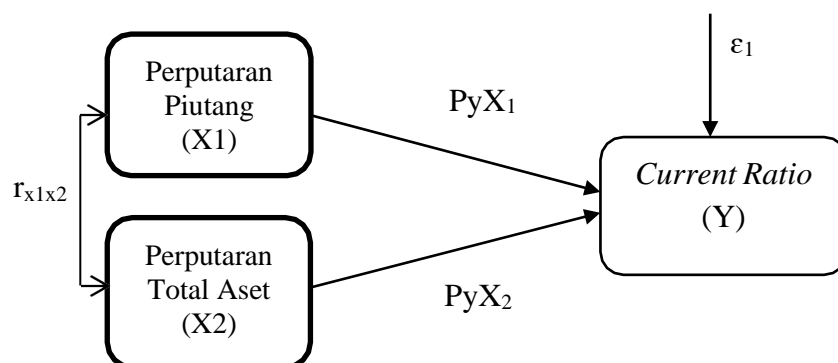 ε₁
Perputaran
Piutang
(X1)
PyX₁
Current Ratio
(Y)
rₓ₁ₓ₂
Perputaran
Total Aset
(X2)
PyX₂